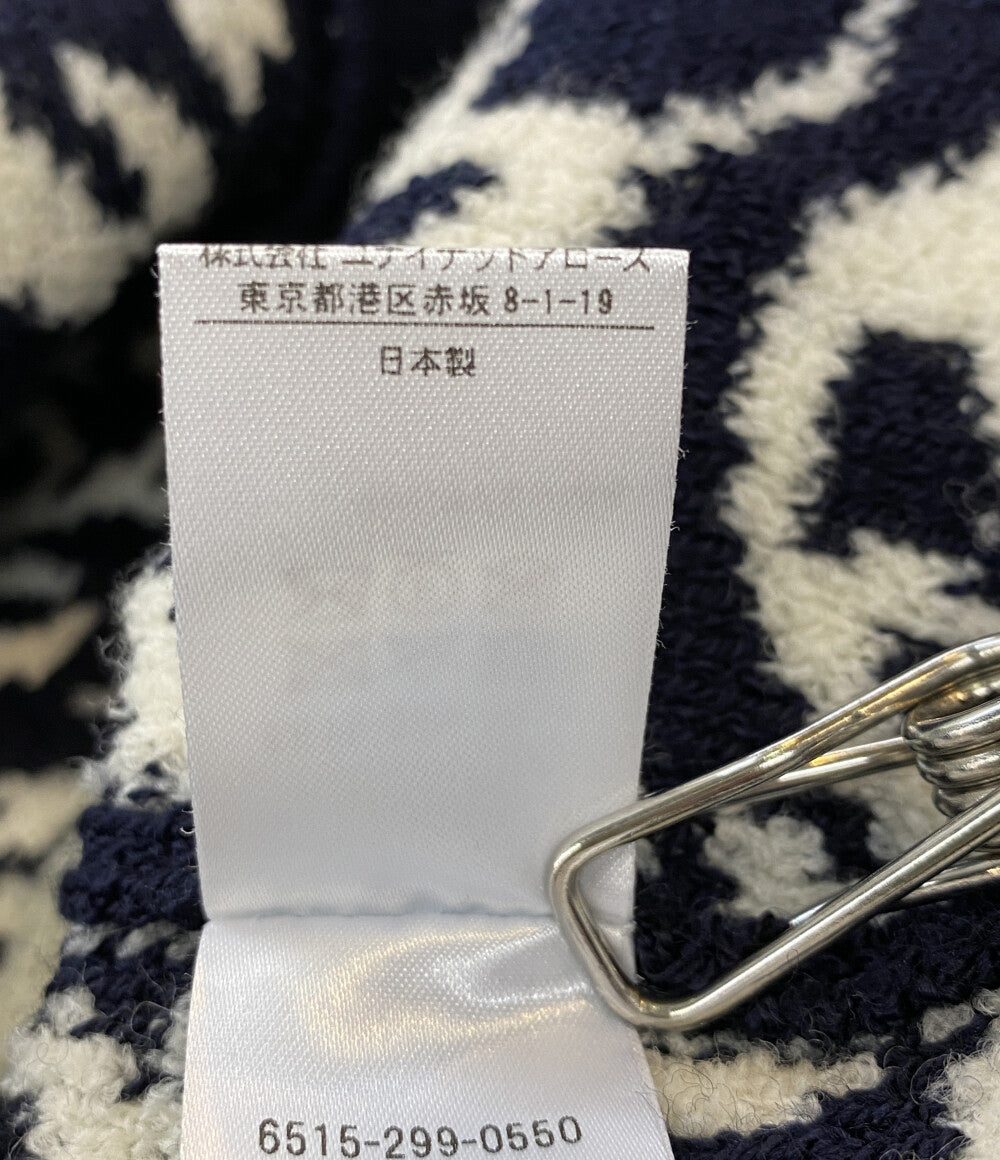 株式会社 ユナイテッドアローズ
東京都港区赤坂 8-1-19
日本製
6515-299-0550